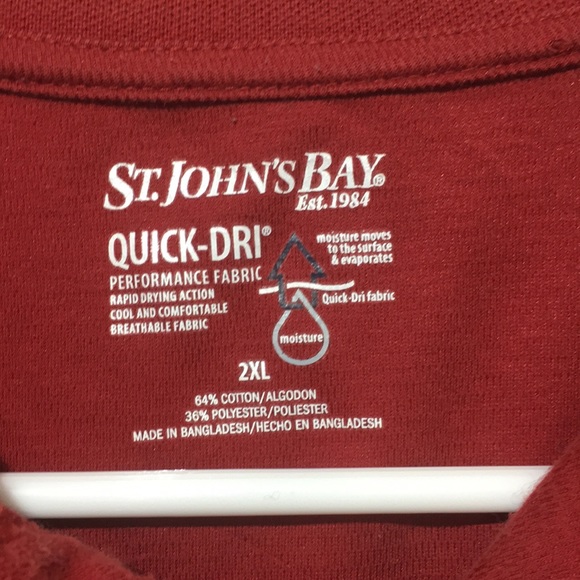 ST. JOHN'S BAY®
Est. 1984
QUICK-DRI®
PERFORMANCE FABRIC
RAPID DRYING ACTION
COOL AND COMFORTABLE
BREATHABLE FABRIC
moisture moves
to the surface
& evaporates
Quick-Dri fabric
moisture
2XL
64% COTTON/ALGODON
36% POLYESTER/POLIESTER
MADE IN BANGLADESH/HECHO EN BANGLADESH